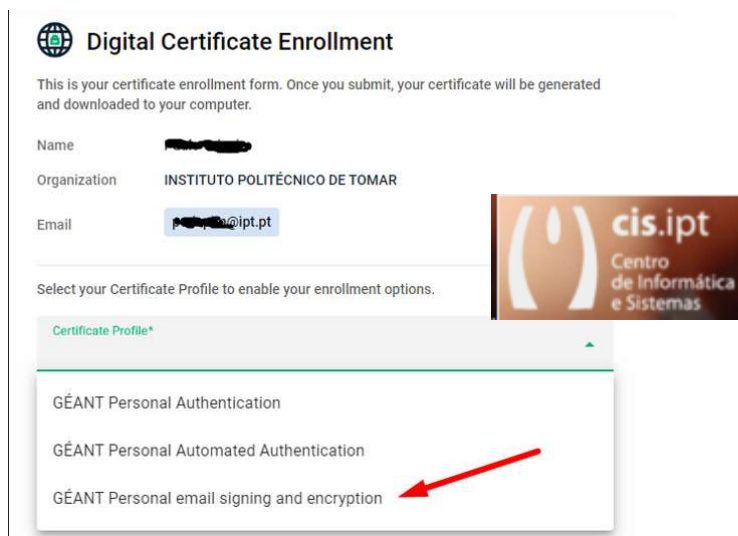 Digital Certificate Enrollment
This is your certificate enrollment form. Once you submit, your certificate will be generated
and downloaded to your computer.
Name
Organization INSTITUTO POLITÉCNICO DE TOMAR
Email @ipt.pt
cis.ipt
Centro
de Informática
e Sistemas
Select your Certificate Profile to enable your enrollment options.
Certificate Profile*
GÉANT Personal Authentication
GÉANT Personal Automated Authentication
GÉANT Personal email signing and encryption